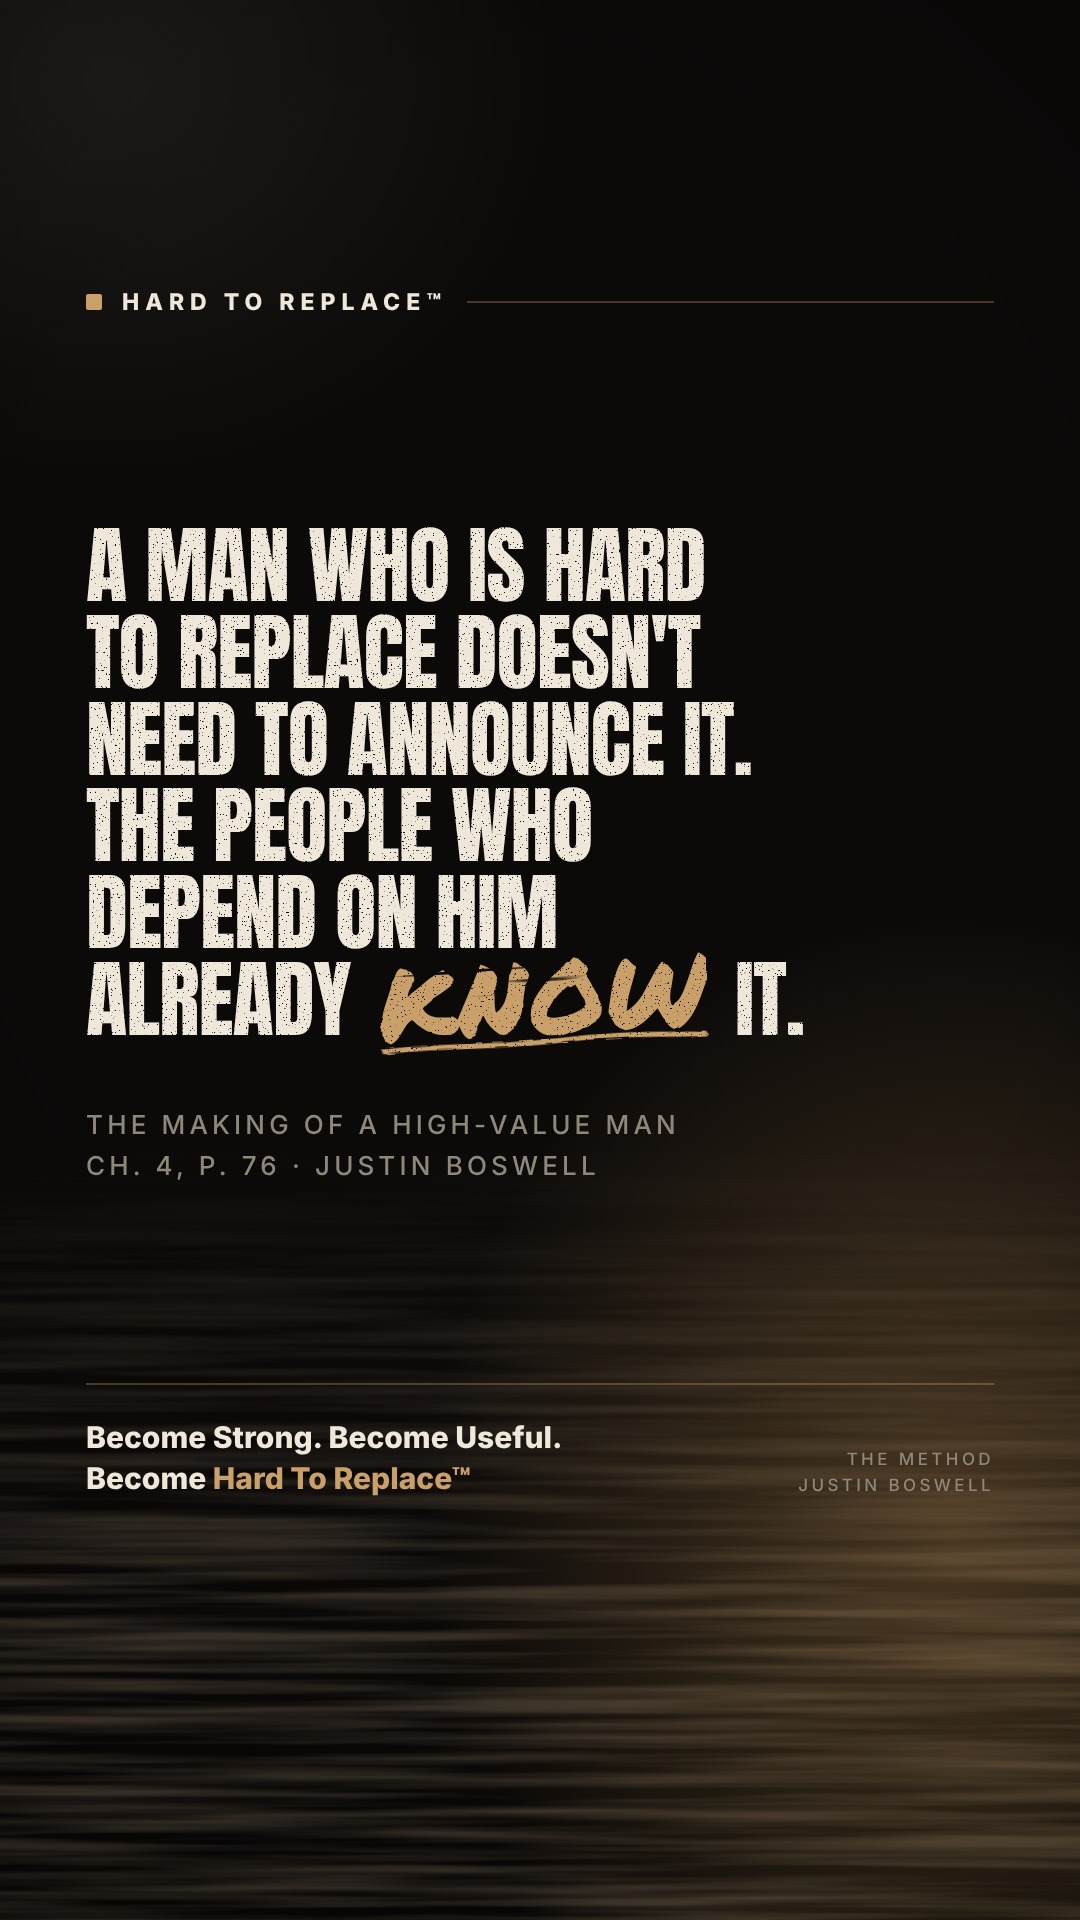 HARD TO REPLACE™
A MAN WHO IS HARD
TO REPLACE DOESN'T
NEED TO ANNOUNCE IT.
THE PEOPLE WHO
DEPEND ON HIM
ALREADY KNOW IT.
THE MAKING OF A HIGH-VALUE MAN
CH. 4, P. 76 · JUSTIN BOSWELL
Become Strong. Become Useful.
Become Hard To Replace™
THE METHOD
JUSTIN BOSWELL